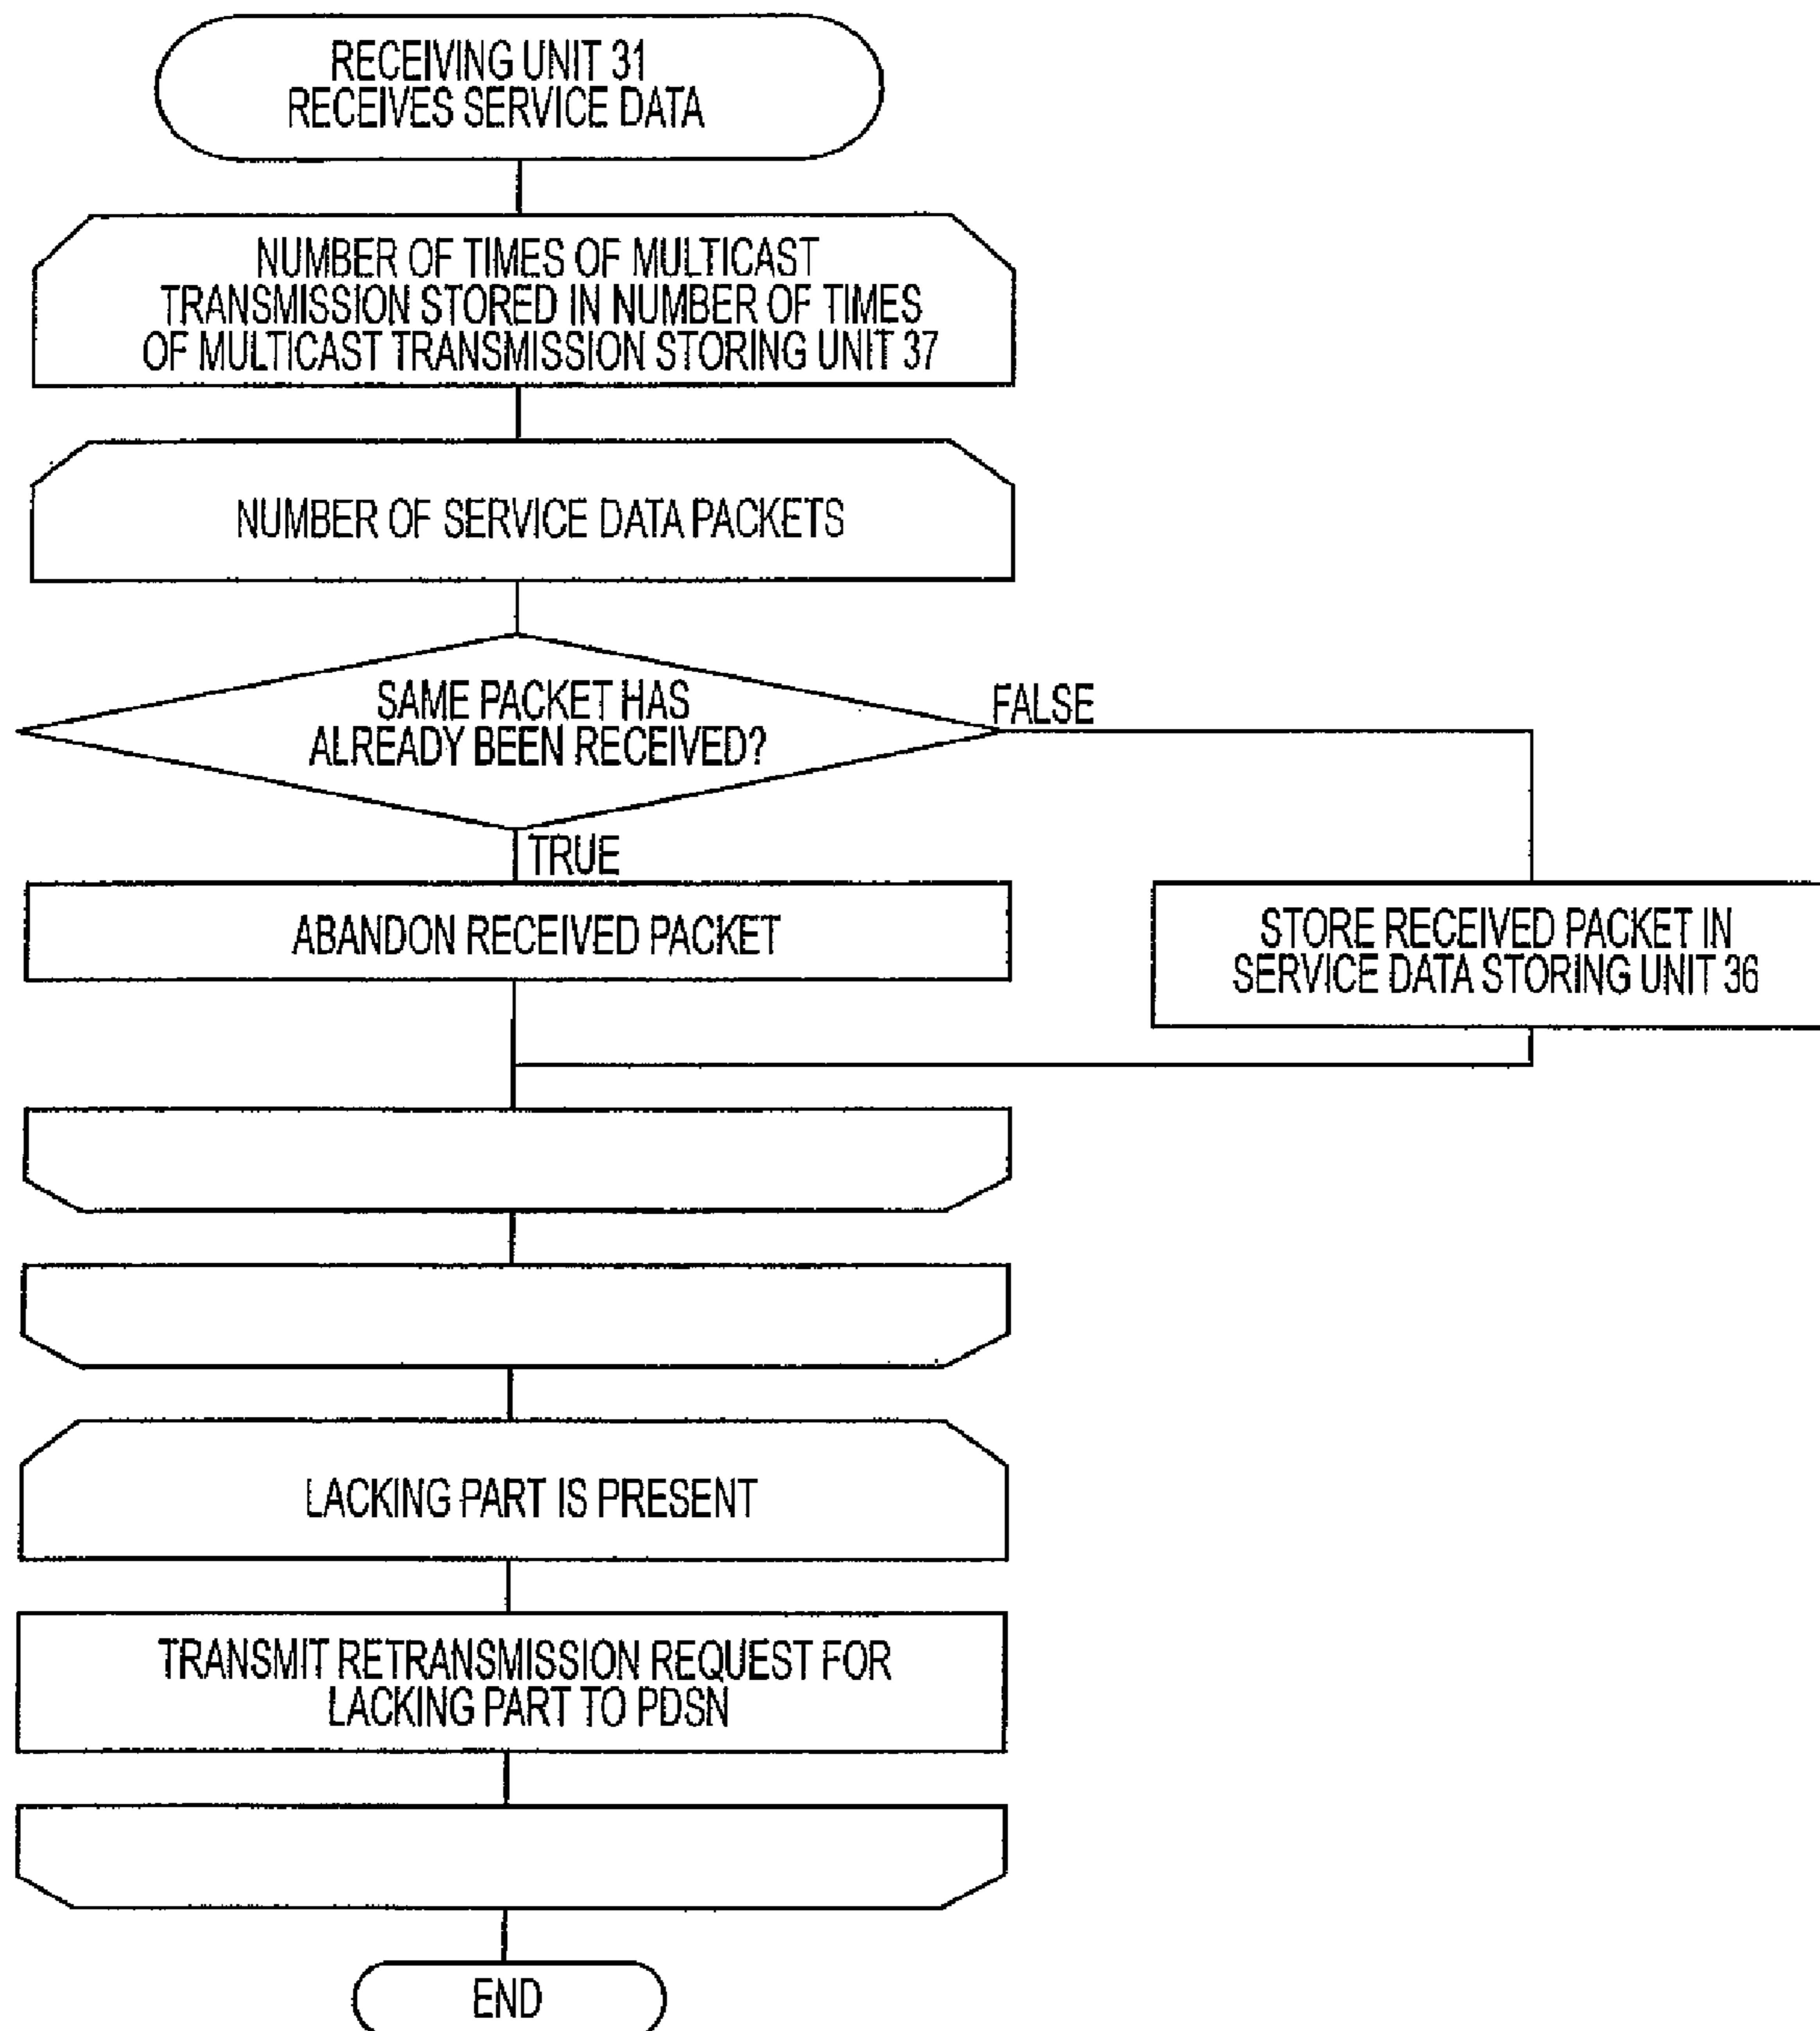 RECEIVING UNIT 31
RECEIVES SERVICE DATA
NUMBER OF TIMES OF MULTICAST
TRANSMISSION STORED IN NUMBER OF TIMES
OF MULTICAST TRANSMISSION STORING UNIT 37
NUMBER OF SERVICE DATA PACKETS
SAME PACKET HAS
ALREADY BEEN RECEIVED?
FALSE
TRUE
ABANDON RECEIVED PACKET
STORE RECEIVED PACKET IN
SERVICE DATA STORING UNIT 36
LACKING PART IS PRESENT
TRANSMIT RETRANSMISSION REQUEST FOR
LACKING PART TO PDSN
END